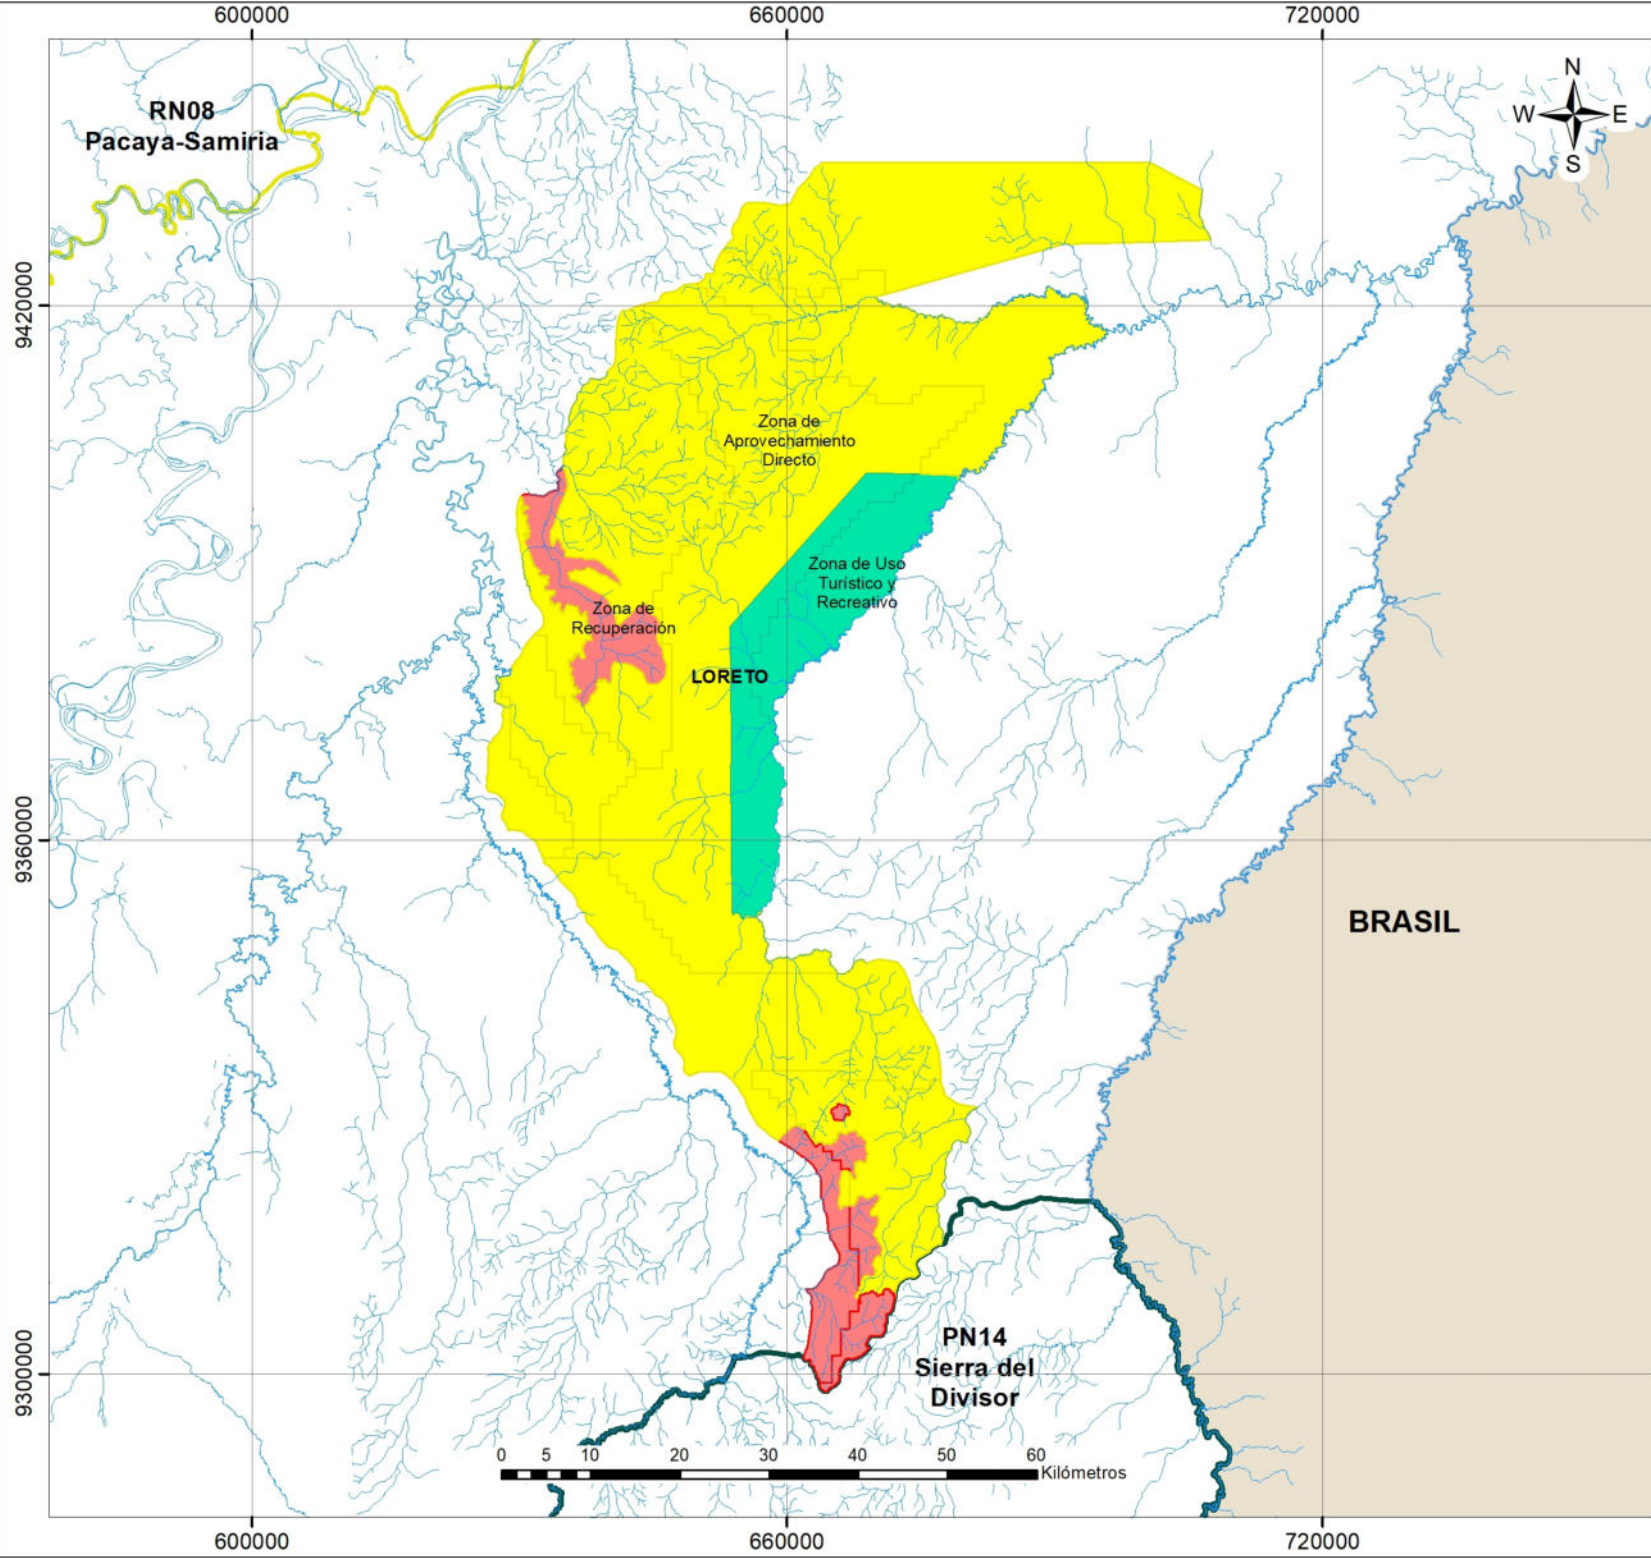 600000
660000
720000
RN08
Pacaya-Samiria
N
W
E
S
9420000
Zona de
Aprovechamiento
Directo
Zona de Uso
Turístico y
Recreativo
Zona de
Recuperación
LORETO
9360000
BRASIL
PN14
Sierra del
Divisor
9300000
0 5 10 20 30 40 50 60
Kilómetros
600000
660000
720000